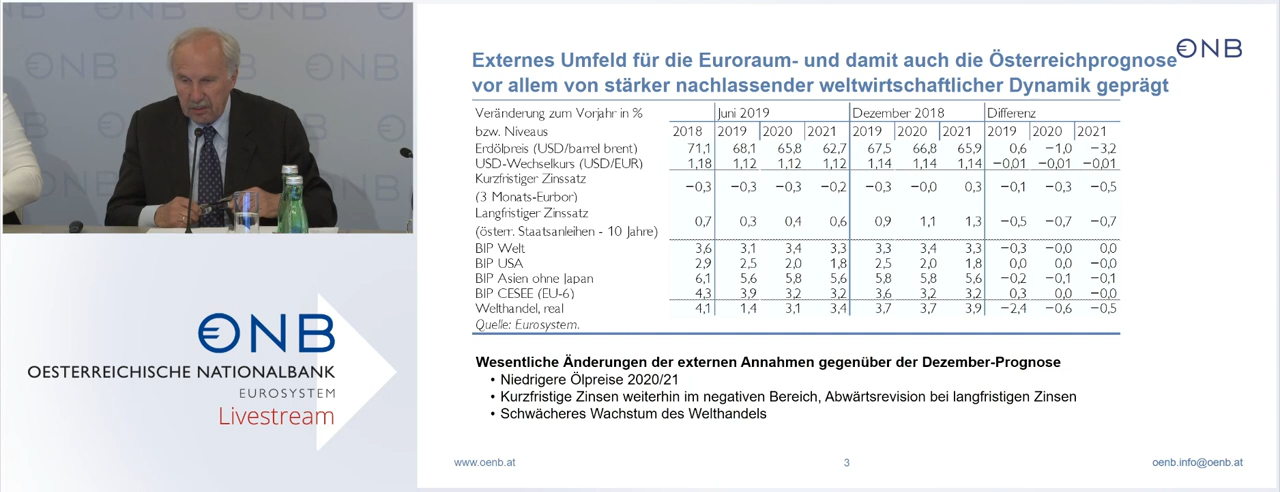 ONB
Externes Umfeld für die Euroraum- und damit auch die Österreichprognose
vor allem von stärker nachlassender weltwirtschaftlicher Dynamik geprägt
Veränderung zum Vorjahr in % Juni 2019 Dezember 2018 Differenz
bzw. Niveaus 2018 2019 2020 2021 2019 2020 2021 2019 2020 2021
Erdölpreis (USD/barrel brent) 71,1 68,1 65,8 62,7 67,5 66,8 65,9 0,6 −1,0 −3,2
USD-Wechselkurs (USD/EUR) 1,18 1,12 1,12 1,12 1,14 1,14 1,14 −0,01 −0,01 −0,01
Kurzfristiger Zinssatz
(3 Monats-Euribor) −0,3 −0,3 −0,3 −0,2 −0,3 −0,0 0,3 −0,1 −0,3 −0,5
Langfristiger Zinssatz
(österr. Staatsanleihen - 10 Jahre) 0,7 0,3 0,4 0,6 0,9 1,1 1,3 −0,5 −0,7 −0,7
BIP Welt 3,6 3,1 3,4 3,3 3,3 3,4 3,3 −0,3 −0,0 0,0
BIP USA 2,9 2,5 2,0 1,8 2,5 2,0 1,8 0,0 0,0 −0,0
BIP Asien ohne Japan 6,1 5,6 5,8 5,6 5,8 5,8 5,6 −0,2 −0,1 −0,1
BIP CESEE (EU-6) 4,3 3,9 3,2 3,2 3,6 3,2 3,2 0,3 0,0 −0,0
Welthandel, real 4,1 1,4 3,1 3,4 3,7 3,7 3,9 −2,4 −0,6 −0,5
Quelle: Eurosystem.
Wesentliche Änderungen der externen Annahmen gegenüber der Dezember-Prognose
• Niedrigere Ölpreise 2020/21
• Kurzfristige Zinsen weiterhin im negativen Bereich, Abwärtsrevision bei langfristigen Zinsen
• Schwächeres Wachstum des Welthandels
www.oenb.at 3 oenb.info@oenb.at
ONB
OESTERREICHISCHE NATIONALBANK
EUROSYSTEM
Livestream